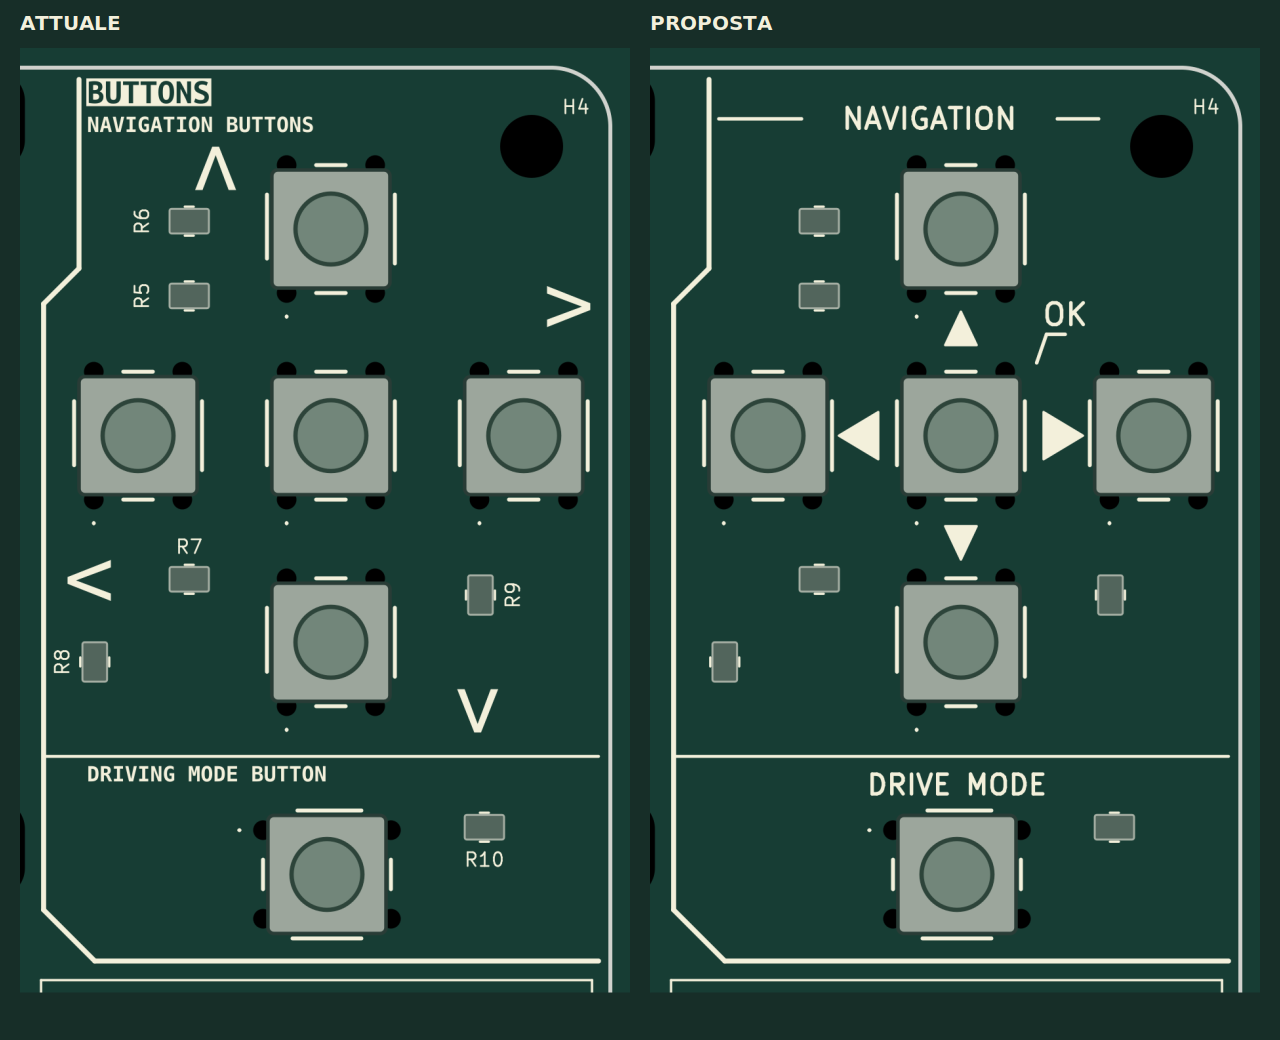 ATTUALE
BUTTONS
NAVIGATION BUTTONS
H4
R6
R5
R7
R9
R8
DRIVING MODE BUTTON
R10
PROPOSTA
NAVIGATION
H4
OK
DRIVE MODE